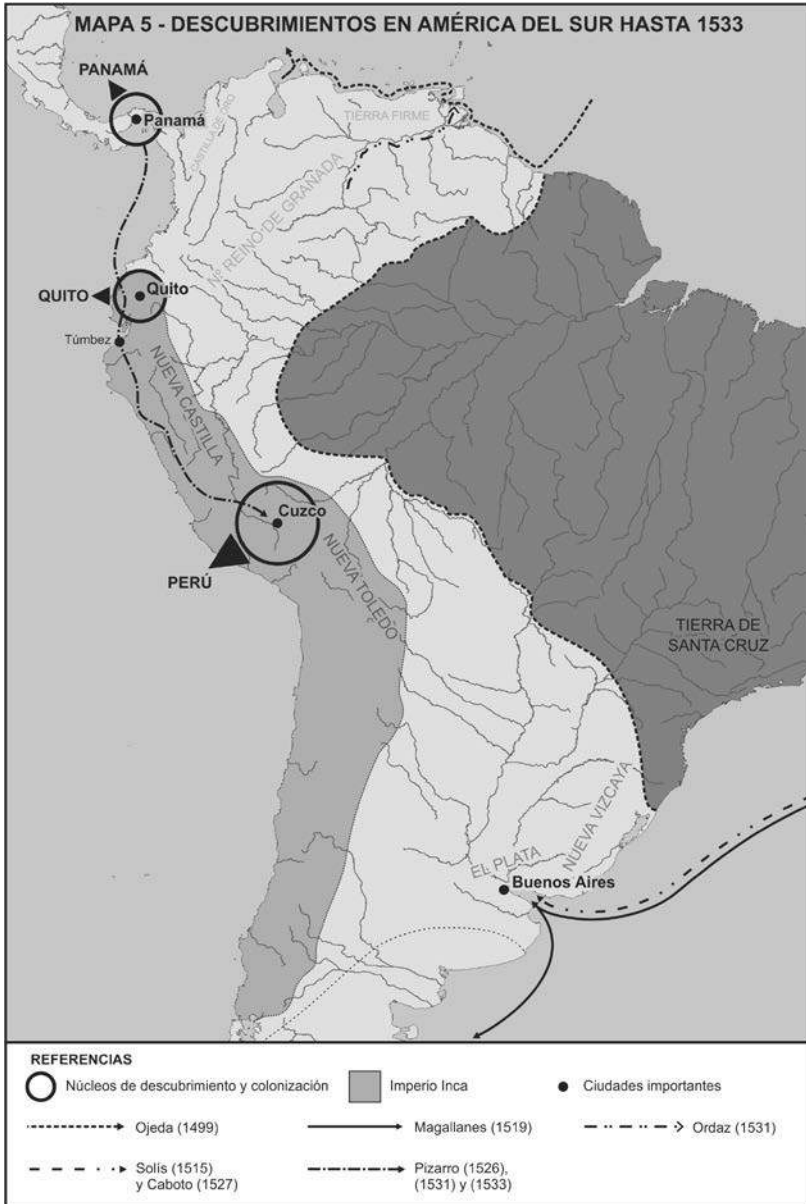 MAPA 5 - DESCUBRIMIENTOS EN AMÉRICA DEL SUR HASTA 1533
PANAMÁ
Panamá
CASTILLA DE ORO
TIERRA FIRME
Nº REINO DE GRANADA
QUITO
Quito
Túmbez
NUEVA CASTILLA
Cuzco
PERÚ
NUEVA TOLEDO
TIERRA DE
SANTA CRUZ
NUEVA VIZCAYA
EL PLATA
Buenos Aires
REFERENCIAS
Núcleos de descubrimiento y colonización
Imperio Inca
Ciudades importantes
Ojeda (1499)
Magallanes (1519)
Ordaz (1531)
Solís (1515)
y Caboto (1527)
Pizarro (1526),
(1531) y (1533)